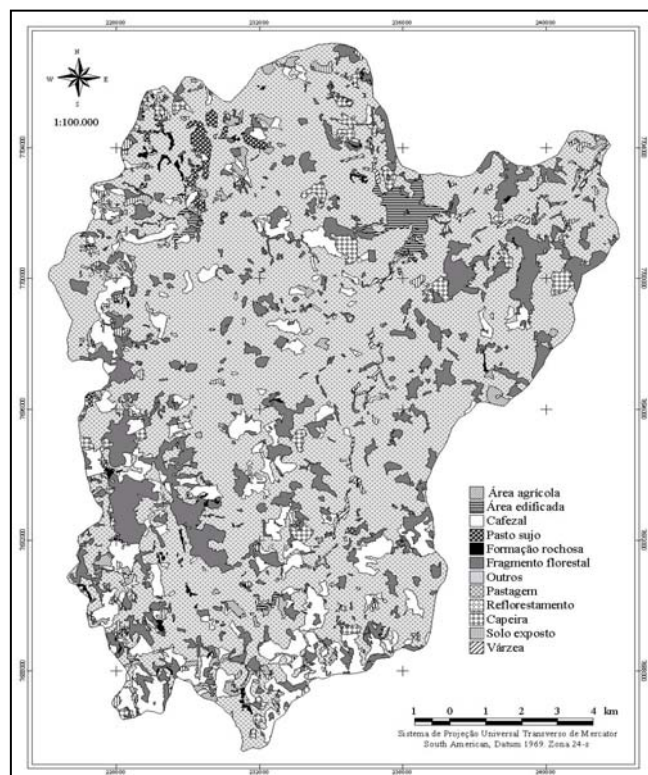 N
W E
S
1:100.000
Área agrícola
Área edificada
Cafezal
Pasto sujo
Formação rochosa
Fragmento florestal
Outros
Pastagem
Reflorestamento
Capeira
Solo exposto
Várzea
1 0 1 2 3 4 km
Sistema de Projeção Universal Transverso de Mercator
South American, Datum 1969. Zona 24-s